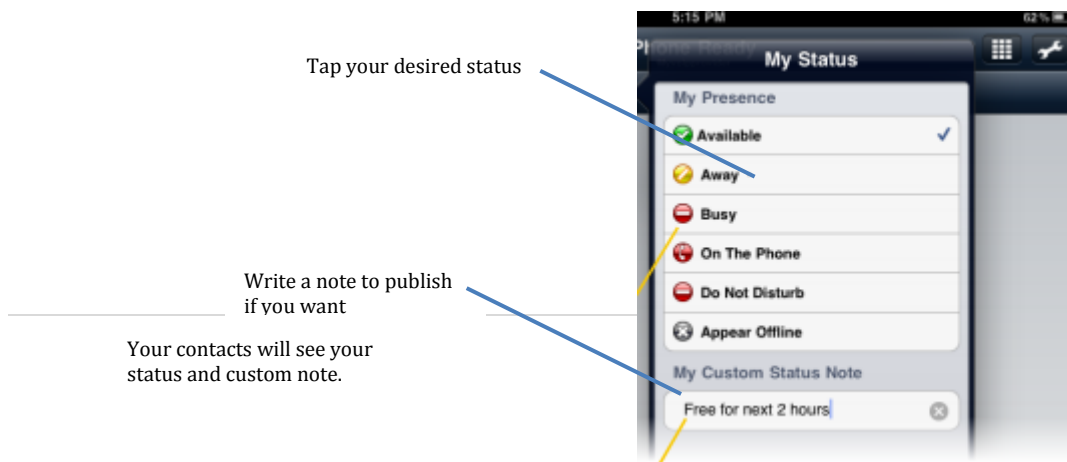 5:15 PM
62%
Phone Ready
My Status
Tap your desired status
My Presence
Available
Away
Busy
On The Phone
Write a note to publish
if you want
Do Not Disturb
Appear Offline
Your contacts will see your
status and custom note.
My Custom Status Note
Free for next 2 hours